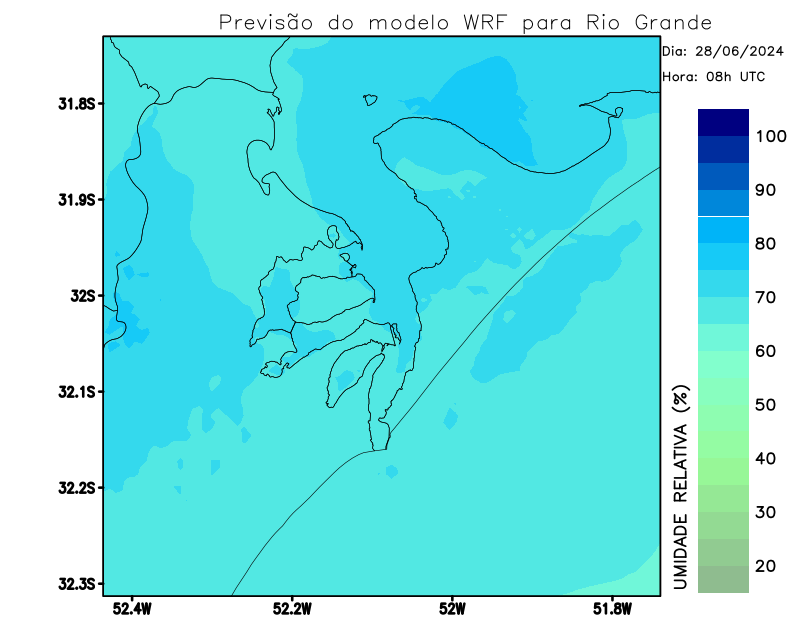 Previsão do modelo WRF para Rio Grande
Dia: 28/06/2024
Hora: 08h UTC
31.8S
31.9S
32S
32.1S
32.2S
32.3S
52.4W
52.2W
52W
51.8W
UMIDADE RELATIVA (%)
100
90
80
70
60
50
40
30
20